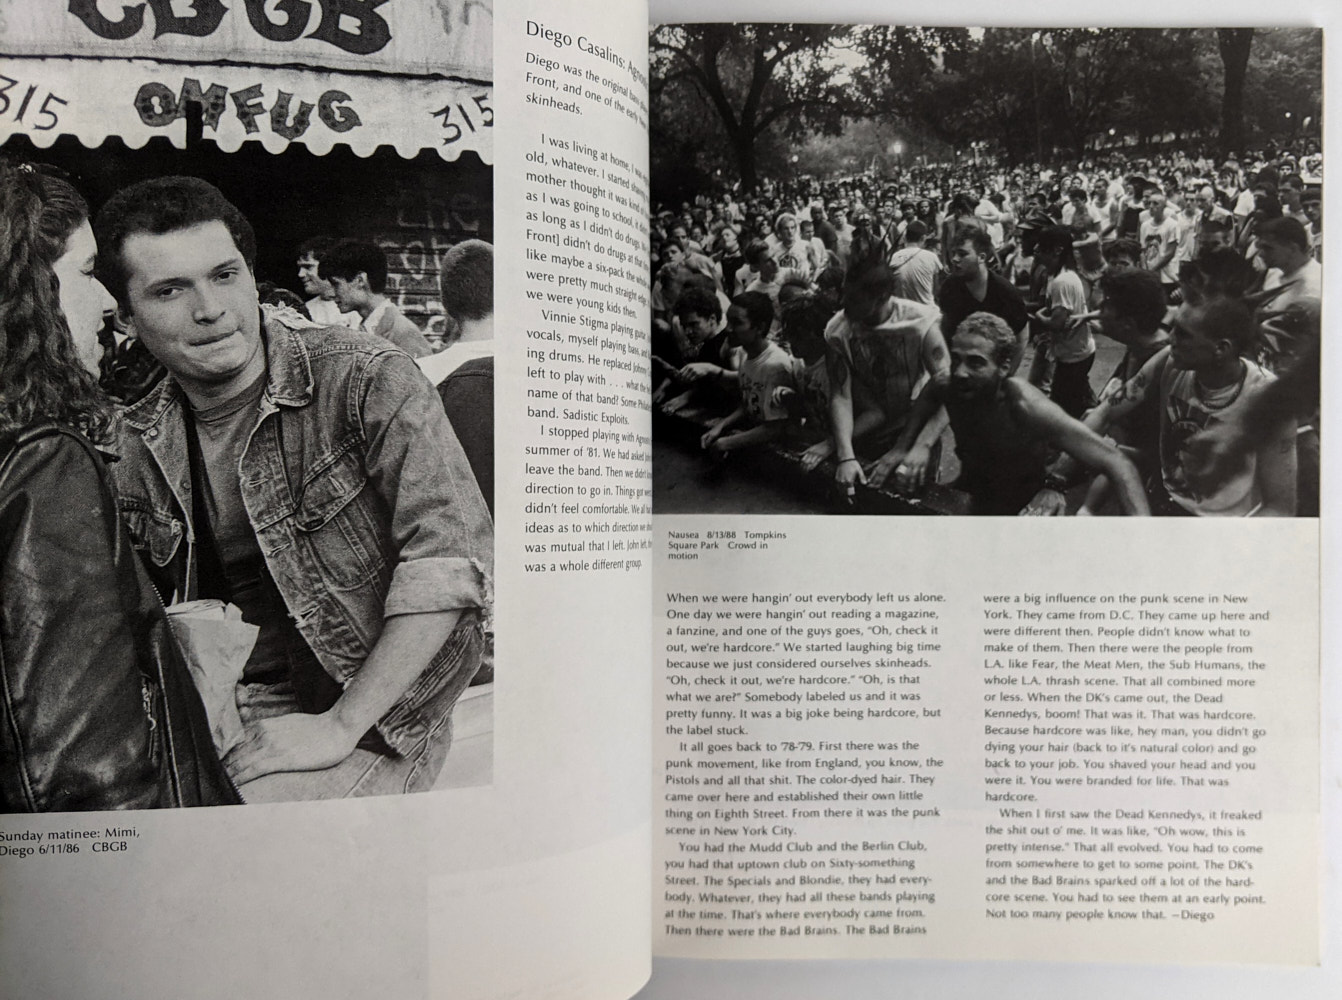 CBGB
315 OMFUG 315
Sunday matinee: Mimi,
Diego 6/11/86 CBGB
Diego Casalins: Agnostic
Diego was the original bass
Front, and one of the early
skinheads.
I was living at home, I was
old, whatever. I started
mother thought it was kind of
as I was going to school, it
as long as I didn't do drugs.
Front] didn't do drugs at that
like maybe a six-pack the whole
were pretty much straight edge
we were young kids then.
Vinnie Stigma playing guitar,
vocals, myself playing bass, and
ing drums. He replaced Johnny
left to play with . . . what the
name of that band? Some
band. Sadistic Exploits.
I stopped playing with
summer of '81. We had asked
leave the band. Then we didn't
direction to go in. Things got
didn't feel comfortable. We all had
ideas as to which direction we
was mutual that I left. John left,
was a whole different group.
Nausea 8/13/88 Tompkins
Square Park Crowd in
motion
When we were hangin' out everybody left us alone.
One day we were hangin' out reading a magazine,
a fanzine, and one of the guys goes, "Oh, check it
out, we're hardcore." We started laughing big time
because we just considered ourselves skinheads.
"Oh, check it out, we're hardcore." "Oh, is that
what we are?" Somebody labeled us and it was
pretty funny. It was a big joke being hardcore, but
the label stuck.
It all goes back to '78-79. First there was the
punk movement, like from England, you know, the
Pistols and all that shit. The color-dyed hair. They
came over here and established their own little
thing on Eighth Street. From there it was the punk
scene in New York City.
You had the Mudd Club and the Berlin Club,
you had that uptown club on Sixty-something
Street. The Specials and Blondie, they had every-
body. Whatever, they had all these bands playing
at the time. That's where everybody came from.
Then there were the Bad Brains. The Bad Brains
were a big influence on the punk scene in New
York. They came from D.C. They came up here and
were different then. People didn't know what to
make of them. Then there were the people from
L.A. like Fear, the Meat Men, the Sub Humans, the
whole L.A. thrash scene. That all combined more
or less. When the DK's came out, the Dead
Kennedys, boom! That was it. That was hardcore.
Because hardcore was like, hey man, you didn't go
dying your hair (back to it's natural color) and go
back to your job. You shaved your head and you
were it. You were branded for life. That was
hardcore.
When I first saw the Dead Kennedys, it freaked
the shit out o' me. It was like, "Oh wow, this is
pretty intense." That all evolved. You had to come
from somewhere to get to some point. The DK's
and the Bad Brains sparked off a lot of the hard-
core scene. You had to see them at an early point.
Not too many people know that. —Diego